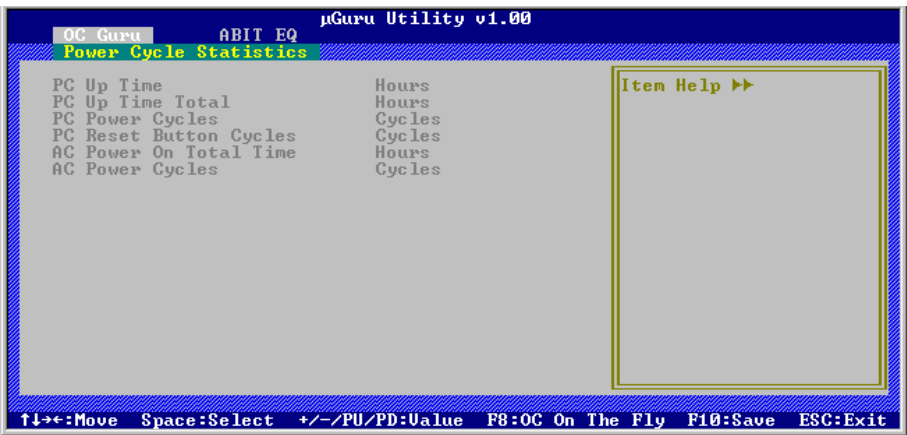 µGuru Utility v1.00
OC Guru ABIT EQ
Power Cycle Statistics
PC Up Time Hours
PC Up Time Total Hours
PC Power Cycles Cycles
PC Reset Button Cycles Cycles
AC Power On Total Time Hours
AC Power Cycles Cycles
Item Help ▶▶
↑↓→←:Move Space:Select +/-/PU/PD:Value F8:OC On The Fly F10:Save ESC:Exit